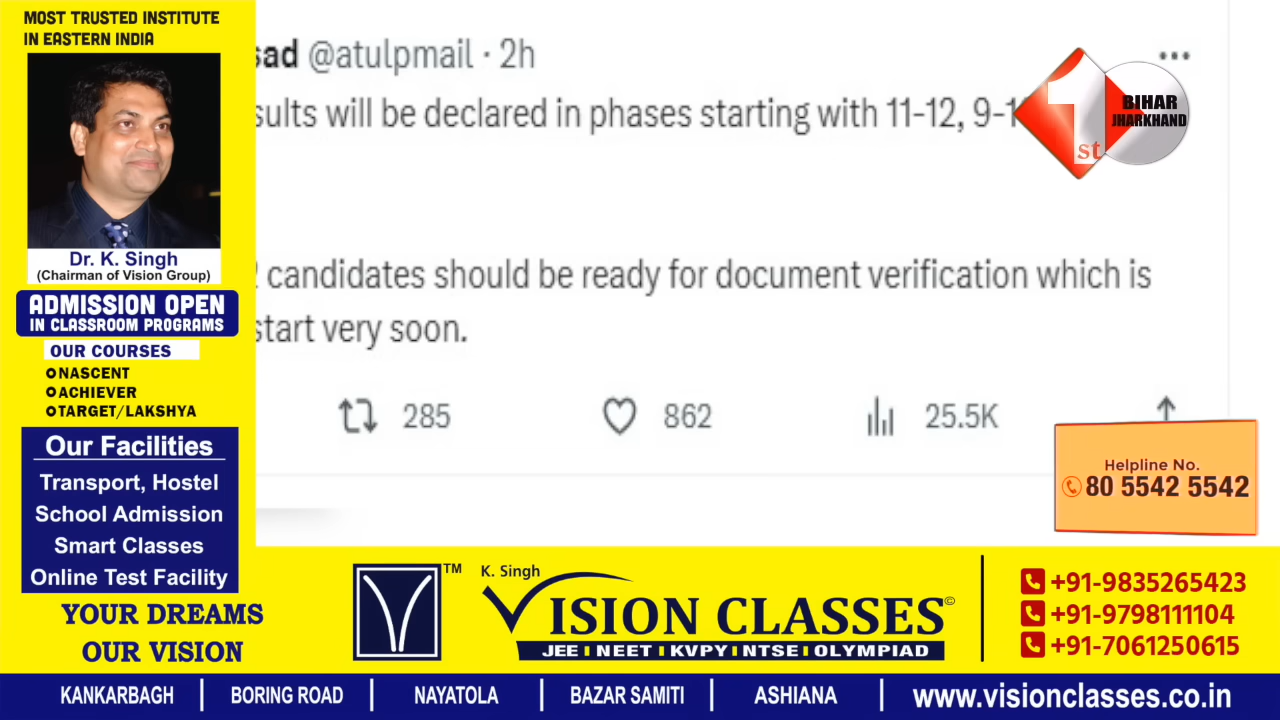 MOST TRUSTED INSTITUTE
IN EASTERN INDIA
Dr. K. Singh
(Chairman of Vision Group)
ADMISSION OPEN
IN CLASSROOM PROGRAMS
OUR COURSES
NASCENT
ACHIEVER
TARGET/LAKSHYA
Our Facilities
Transport, Hostel
School Admission
Smart Classes
Online Test Facility
YOUR DREAMS
OUR VISION
sad @atulpmail · 2h
sults will be declared in phases starting with 11-12, 9-1
candidates should be ready for document verification which is
start very soon.
285 862 25.5K
1st
BIHAR
JHARKHAND
Helpline No.
80 5542 5542
TM
K. Singh
VISION CLASSES©
JEE NEET KVPY NTSE OLYMPIAD
+91-9835265423
+91-9798111104
+91-7061250615
KANKARBAGH BORING ROAD NAYATOLA BAZAR SAMITI ASHIANA www.visionclasses.co.in